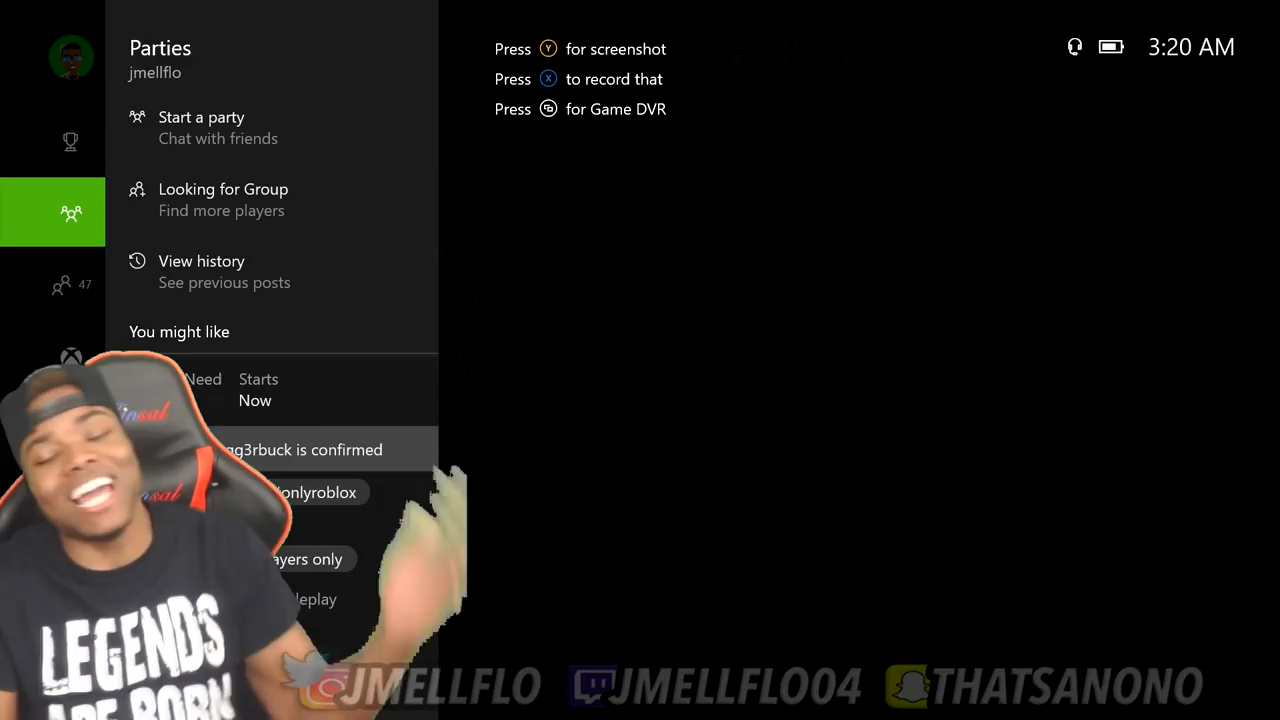 Parties
jmellflo
Start a party
Chat with friends
Looking for Group
Find more players
View history
See previous posts
You might like
Need Starts
Now
is confirmed
onlyroblox
only
Press Y for screenshot
Press X to record that
Press for Game DVR
3:20 AM
47
LEGENDS
ARE BORN
JMELLFLO
JMELLFLO04
THATSANONO